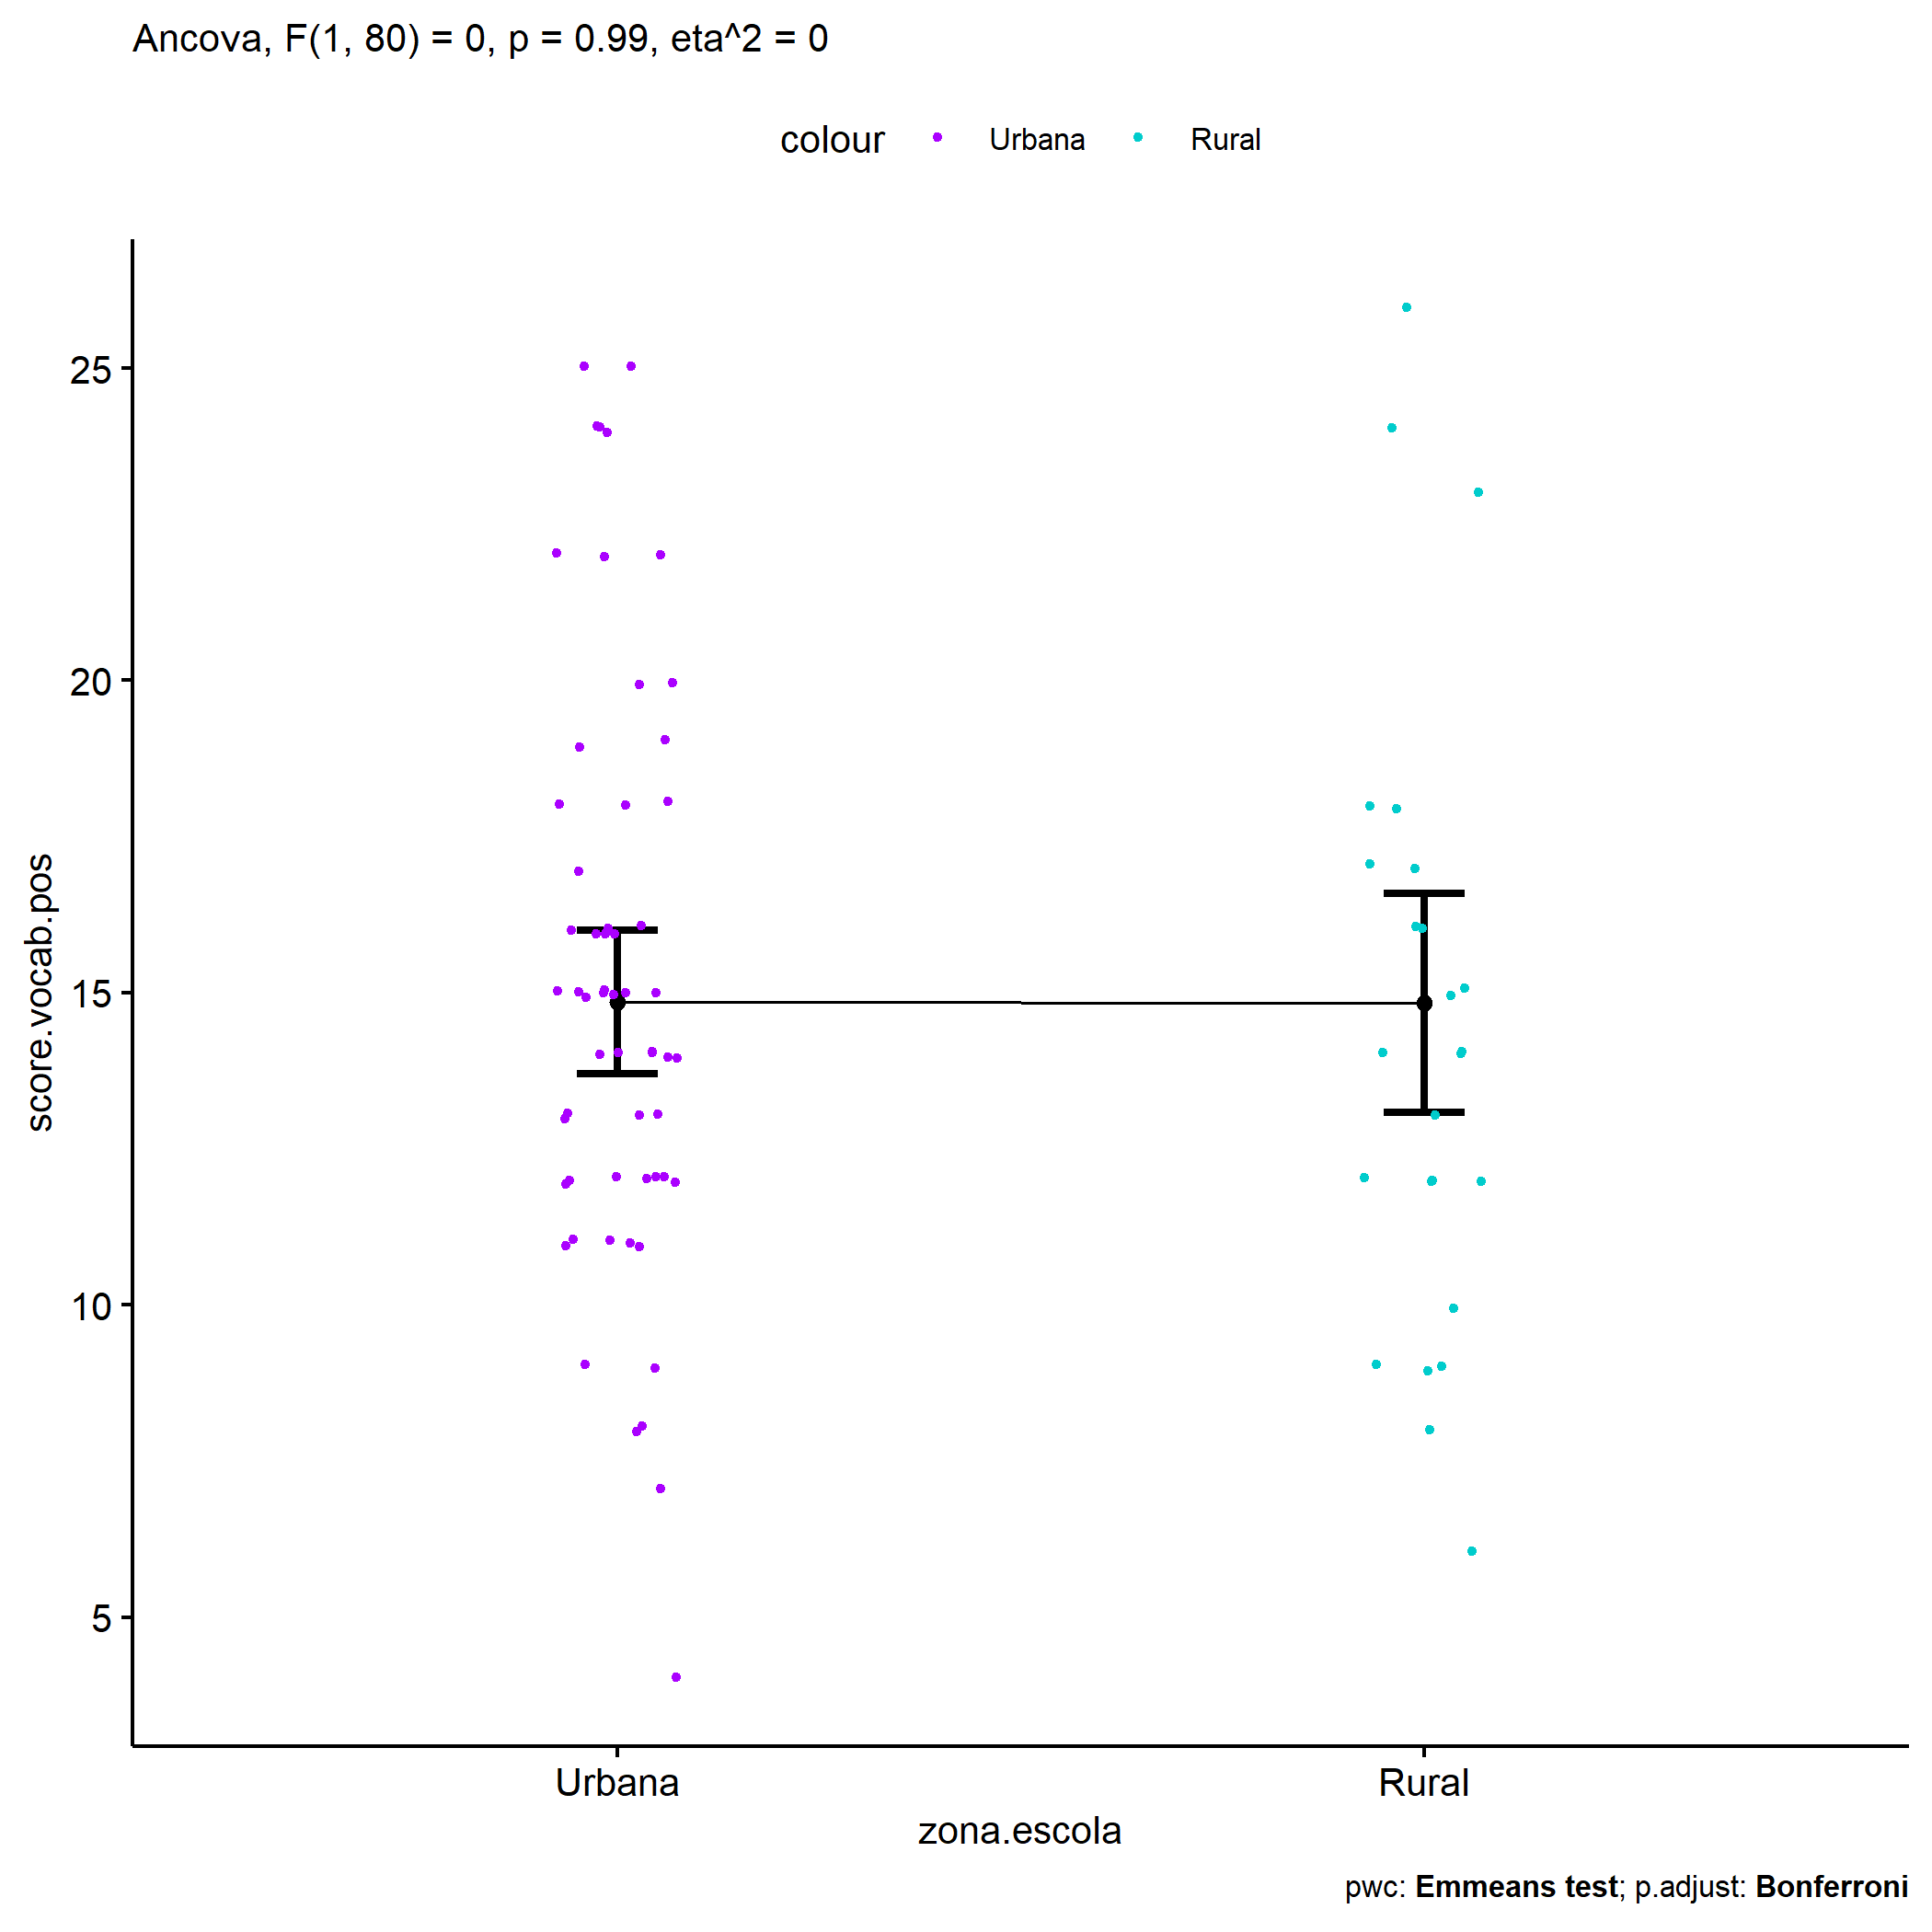 Ancova, F(1, 80) = 0, p = 0.99, eta^2 = 0
colour Urbana Rural
score.vocab.pos
25
20
15
10
5
Urbana Rural
zona.escola
pwc: Emmeans test; p.adjust: Bonferroni